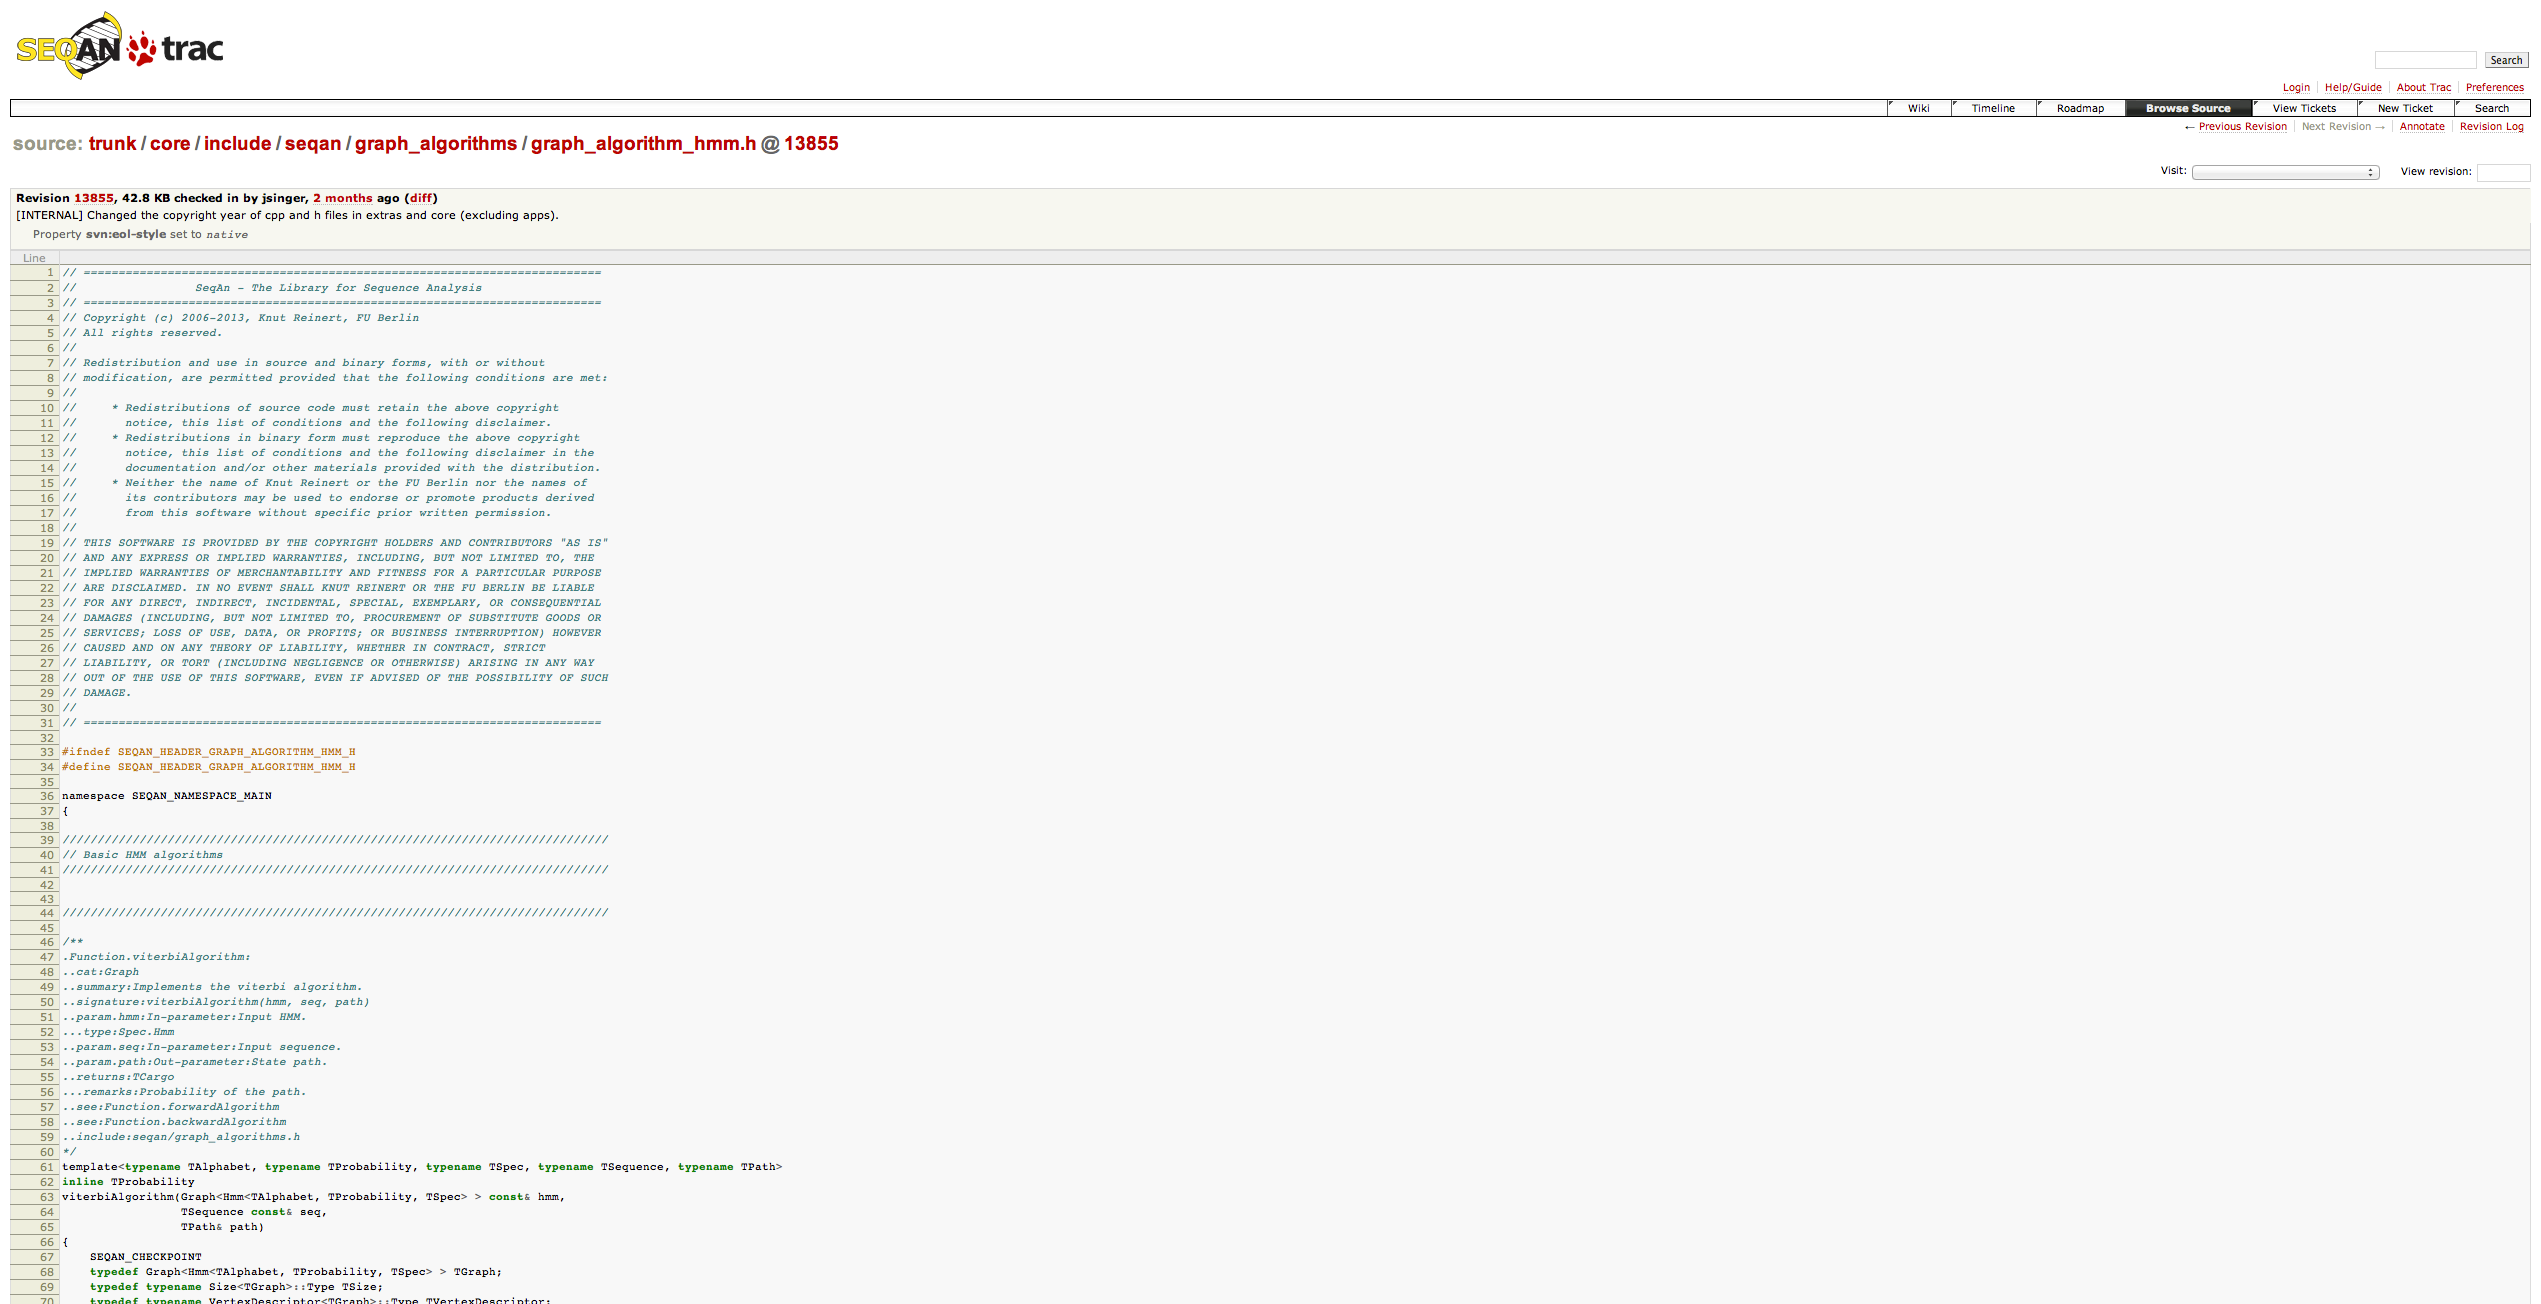 SEQAN trac
Search
Login Help/Guide About Trac Preferences
Wiki Timeline Roadmap Browse Source View Tickets New Ticket Search
← Previous Revision Next Revision → Annotate Revision Log
source: trunk / core / include / seqan / graph_algorithms / graph_algorithm_hmm.h @ 13855
Visit: View revision:
Revision 13855, 42.8 KB checked in by jsinger, 2 months ago (diff)
[INTERNAL] Changed the copyright year of cpp and h files in extras and core (excluding apps).
Property svn:eol-style set to native
Line
1 // ==========================================================================
2 // SeqAn - The Library for Sequence Analysis
3 // ==========================================================================
4 // Copyright (c) 2006-2013, Knut Reinert, FU Berlin
5 // All rights reserved.
6 //
7 // Redistribution and use in source and binary forms, with or without
8 // modification, are permitted provided that the following conditions are met:
9 //
10 // * Redistributions of source code must retain the above copyright
11 // notice, this list of conditions and the following disclaimer.
12 // * Redistributions in binary form must reproduce the above copyright
13 // notice, this list of conditions and the following disclaimer in the
14 // documentation and/or other materials provided with the distribution.
15 // * Neither the name of Knut Reinert or the FU Berlin nor the names of
16 // its contributors may be used to endorse or promote products derived
17 // from this software without specific prior written permission.
18 //
19 // THIS SOFTWARE IS PROVIDED BY THE COPYRIGHT HOLDERS AND CONTRIBUTORS "AS IS"
20 // AND ANY EXPRESS OR IMPLIED WARRANTIES, INCLUDING, BUT NOT LIMITED TO, THE
21 // IMPLIED WARRANTIES OF MERCHANTABILITY AND FITNESS FOR A PARTICULAR PURPOSE
22 // ARE DISCLAIMED. IN NO EVENT SHALL KNUT REINERT OR THE FU BERLIN BE LIABLE
23 // FOR ANY DIRECT, INDIRECT, INCIDENTAL, SPECIAL, EXEMPLARY, OR CONSEQUENTIAL
24 // DAMAGES (INCLUDING, BUT NOT LIMITED TO, PROCUREMENT OF SUBSTITUTE GOODS OR
25 // SERVICES; LOSS OF USE, DATA, OR PROFITS; OR BUSINESS INTERRUPTION) HOWEVER
26 // CAUSED AND ON ANY THEORY OF LIABILITY, WHETHER IN CONTRACT, STRICT
27 // LIABILITY, OR TORT (INCLUDING NEGLIGENCE OR OTHERWISE) ARISING IN ANY WAY
28 // OUT OF THE USE OF THIS SOFTWARE, EVEN IF ADVISED OF THE POSSIBILITY OF SUCH
29 // DAMAGE.
30 //
31 // ==========================================================================
32
33 #ifndef SEQAN_HEADER_GRAPH_ALGORITHM_HMM_H
34 #define SEQAN_HEADER_GRAPH_ALGORITHM_HMM_H
35
36 namespace SEQAN_NAMESPACE_MAIN
37 {
38
39 //////////////////////////////////////////////////////////////////////////////
40 // Basic HMM algorithms
41 //////////////////////////////////////////////////////////////////////////////
42
43
44 //////////////////////////////////////////////////////////////////////////////
45
46 /**
47 .Function.viterbiAlgorithm:
48 ..cat:Graph
49 ..summary:Implements the viterbi algorithm.
50 ..signature:viterbiAlgorithm(hmm, seq, path)
51 ..param.hmm:In-parameter:Input HMM.
52 ...type:Spec.Hmm
53 ..param.seq:In-parameter:Input sequence.
54 ..param.path:Out-parameter:State path.
55 ..returns:TCargo
56 ...remarks:Probability of the path.
57 ..see:Function.forwardAlgorithm
58 ..see:Function.backwardAlgorithm
59 ..include:seqan/graph_algorithms.h
60 */
61 template<typename TAlphabet, typename TProbability, typename TSpec, typename TSequence, typename TPath>
62 inline TProbability
63 viterbiAlgorithm(Graph<Hmm<TAlphabet, TProbability, TSpec> > const& hmm,
64 TSequence const& seq,
65 TPath& path)
66 {
67 SEQAN_CHECKPOINT
68 typedef Graph<Hmm<TAlphabet, TProbability, TSpec> > TGraph;
69 typedef typename Size<TGraph>::Type TSize;
70 typedef typename VertexDescriptor<TGraph>::Type TVertexDescriptor;